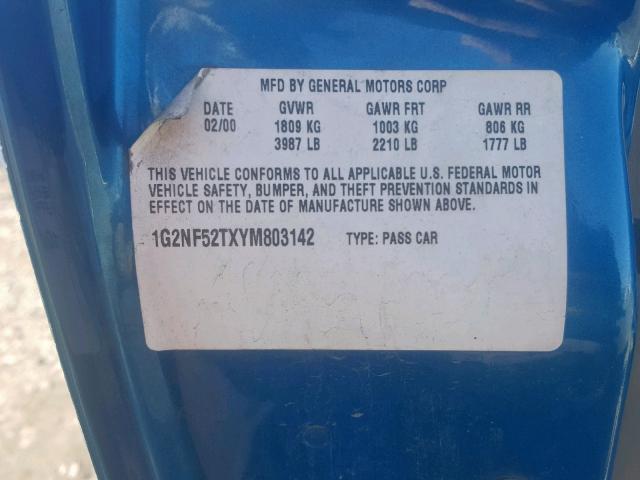 MFD BY GENERAL MOTORS CORP
DATE GVWR GAWR FRT GAWR RR
02/00 1809 KG 1003 KG 806 KG
3987 LB 2210 LB 1777 LB
THIS VEHICLE CONFORMS TO ALL APPLICABLE U.S. FEDERAL MOTOR
VEHICLE SAFETY, BUMPER, AND THEFT PREVENTION STANDARDS IN
EFFECT ON THE DATE OF MANUFACTURE SHOWN ABOVE.
1G2NF52TXYM803142 TYPE: PASS CAR